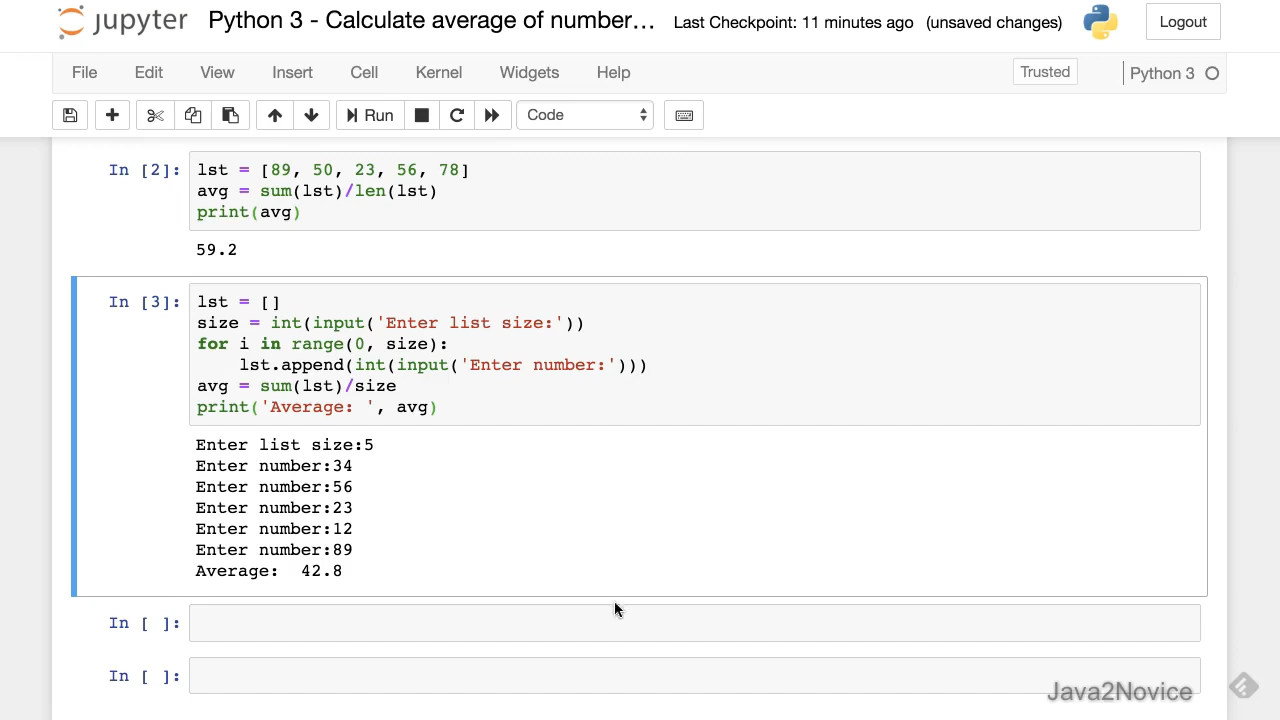 jupyter Python 3 - Calculate average of number… Last Checkpoint: 11 minutes ago (unsaved changes) Logout
File Edit View Insert Cell Kernel Widgets Help Trusted Python 3
Run Code
In [2]: lst = [89, 50, 23, 56, 78]
avg = sum(lst)/len(lst)
print(avg)
59.2
In [3]: lst = []
size = int(input('Enter list size:'))
for i in range(0, size):
    lst.append(int(input('Enter number:')))
avg = sum(lst)/size
print('Average: ', avg)
Enter list size:5
Enter number:34
Enter number:56
Enter number:23
Enter number:12
Enter number:89
Average:  42.8
In [ ]:
In [ ]:
Java2Novice